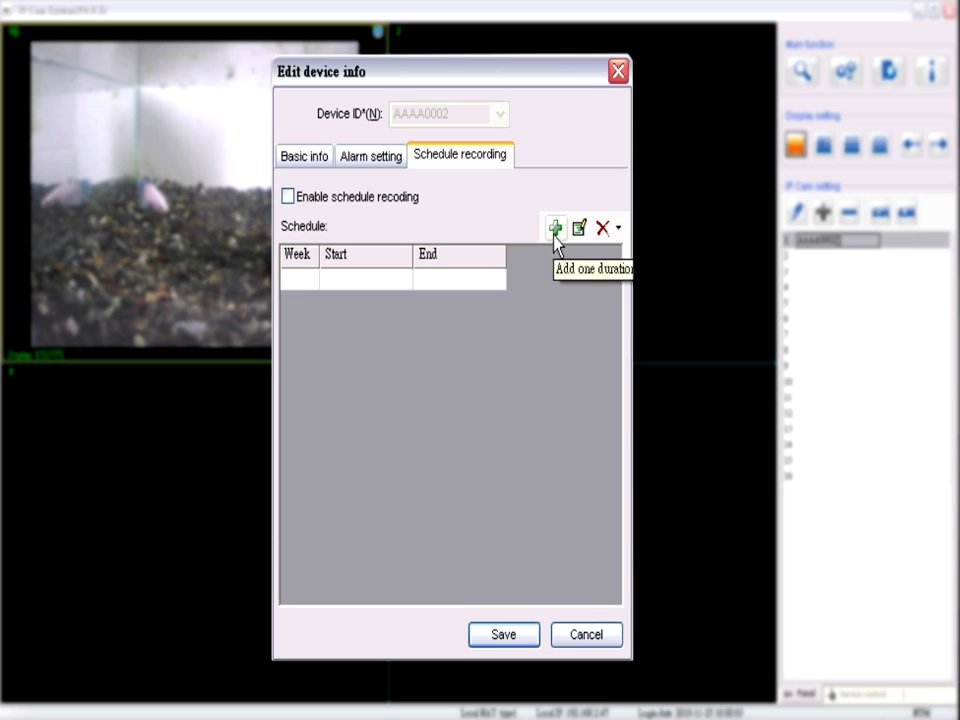 Edit device info
Device ID*(N): AAAA0002
Basic info Alarm setting Schedule recording
Enable schedule recoding
Schedule:
Add one duration
Week Start End
Save Cancel
Main function
Display setting
IP Cam setting